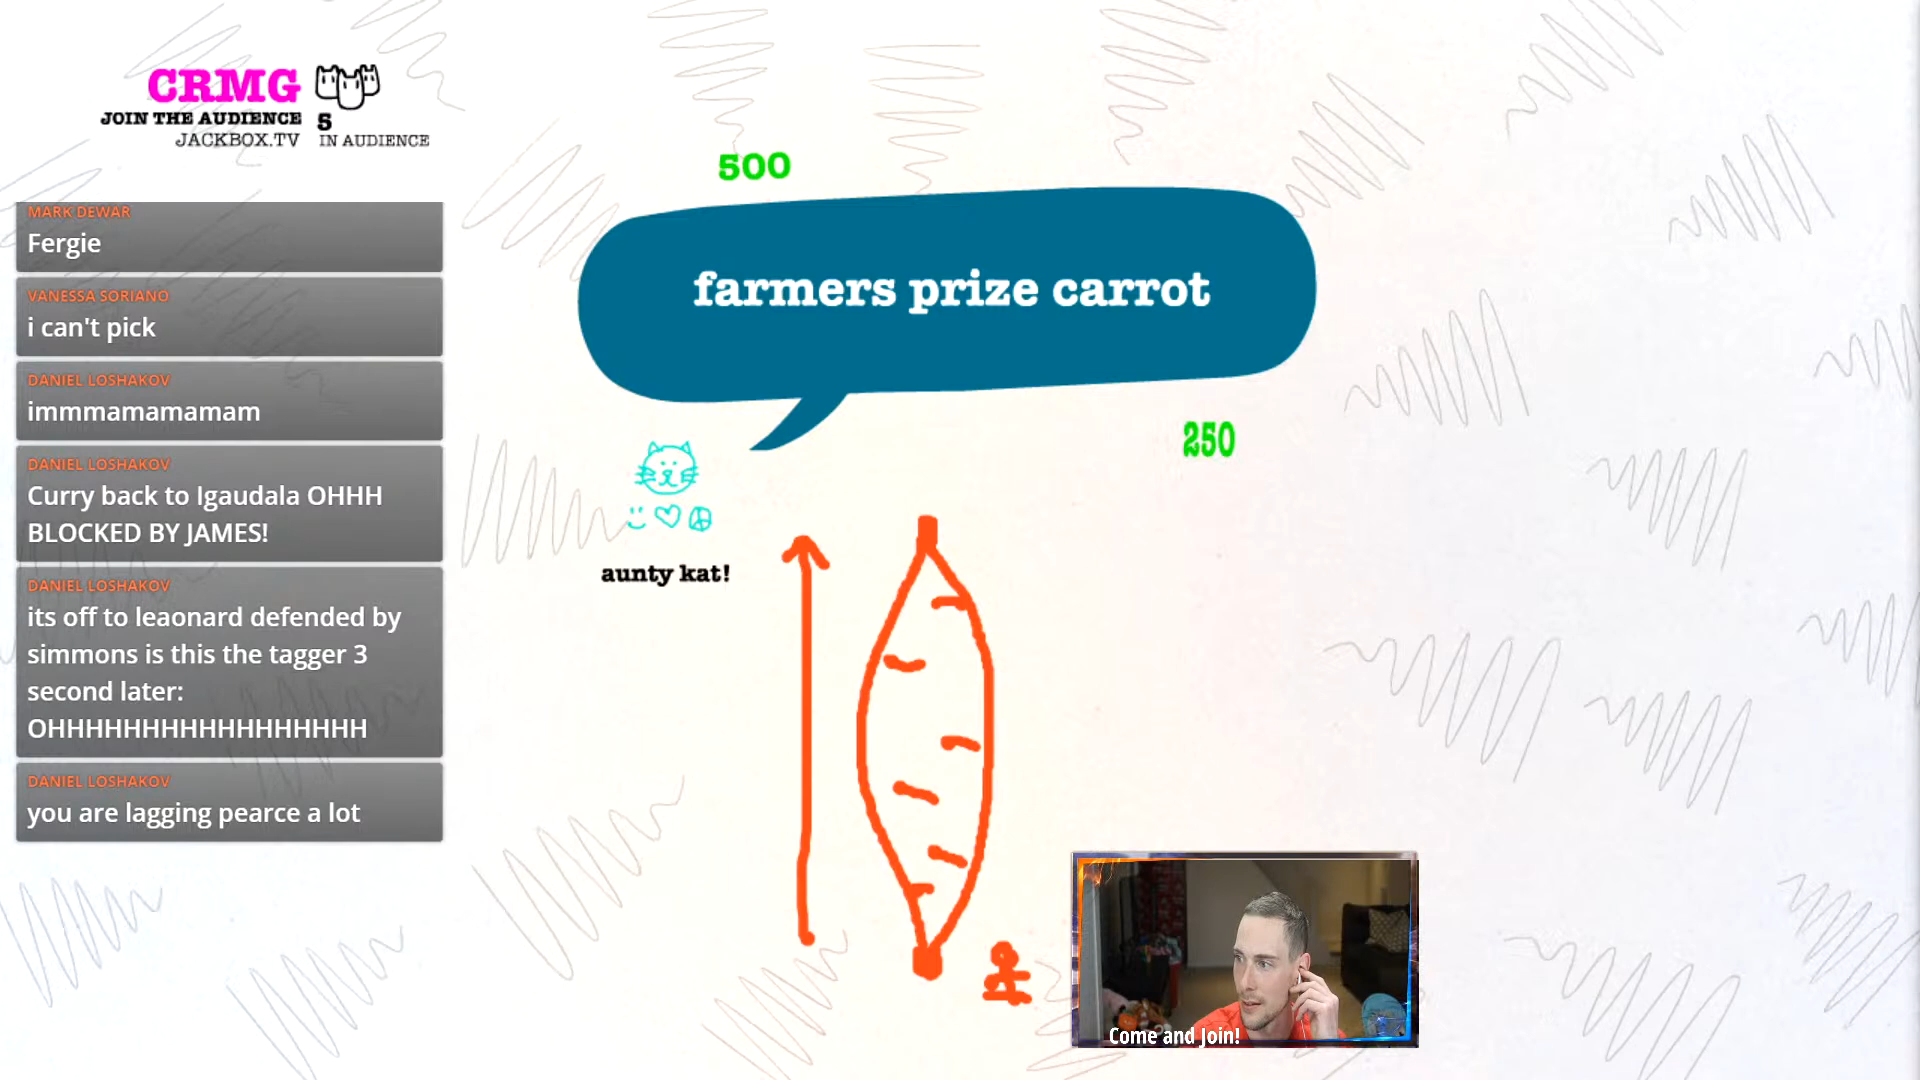 CRMG
JOIN THE AUDIENCE
JACKBOX.TV
5
IN AUDIENCE
MARK DEWAR
Fergie
VANESSA SORIANO
i can't pick
DANIEL LOSHAKOV
immmamamamam
DANIEL LOSHAKOV
Curry back to Igaudala OHHH
BLOCKED BY JAMES!
DANIEL LOSHAKOV
its off to leaonard defended by
simmons is this the tagger 3
second later:
OHHHHHHHHHHHHHHHHH
DANIEL LOSHAKOV
you are lagging pearce a lot
500
farmers prize carrot
250
aunty kat!
Come and Join!